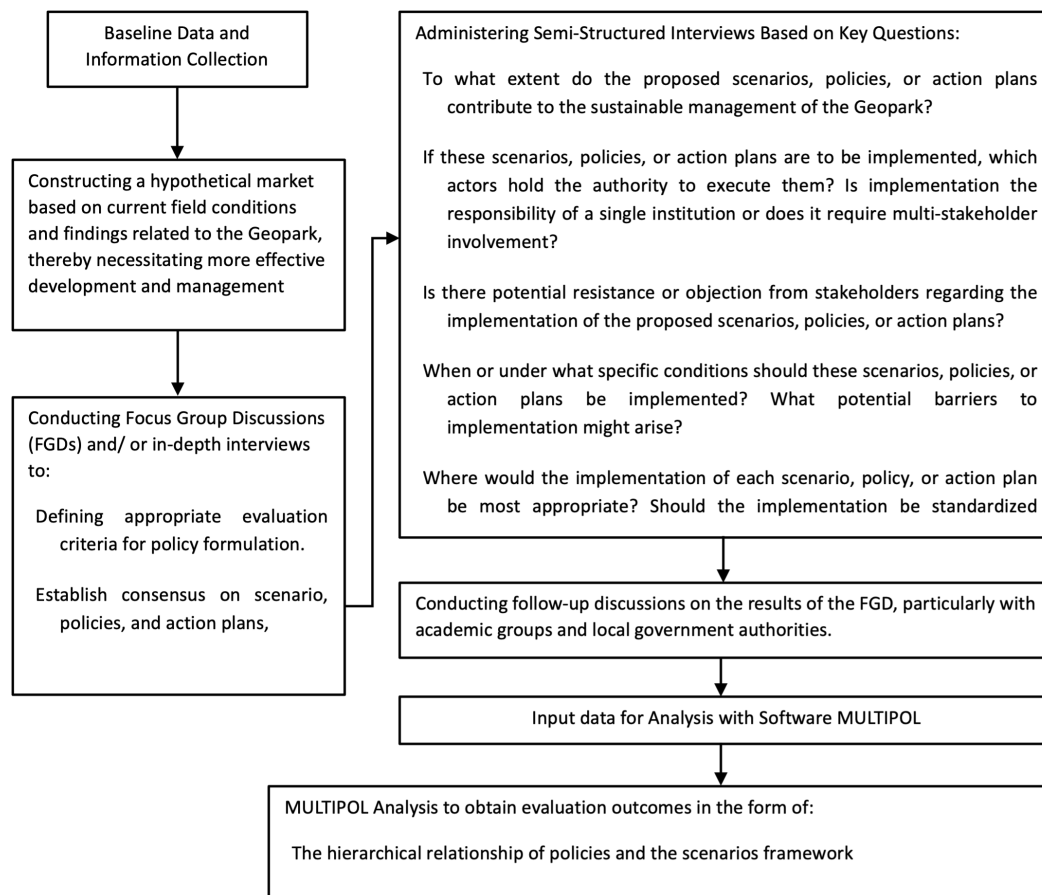 Baseline Data and
Information Collection
Constructing a hypothetical market
based on current field conditions
and findings related to the Geopark,
thereby necessitating more effective
development and management
Conducting Focus Group Discussions
(FGDs) and/ or in-depth interviews
to:
Defining appropriate evaluation
criteria for policy formulation.
Establish consensus on scenario,
policies, and action plans,
Administering Semi-Structured Interviews Based on Key Questions:
To what extent do the proposed scenarios, policies, or action plans
contribute to the sustainable management of the Geopark?
If these scenarios, policies, or action plans are to be implemented, which
actors hold the authority to execute them? Is implementation the
responsibility of a single institution or does it require multi-stakeholder
involvement?
Is there potential resistance or objection from stakeholders regarding the
implementation of the proposed scenarios, policies, or action plans?
When or under what specific conditions should these scenarios, policies, or
action plans be implemented? What potential barriers to
implementation might arise?
Where would the implementation of each scenario, policy, or action plan
be most appropriate? Should the implementation be standardized
Conducting follow-up discussions on the results of the FGD, particularly with
academic groups and local government authorities.
Input data for Analysis with Software MULTIPOL
MULTIPOL Analysis to obtain evaluation outcomes in the form of:
The hierarchical relationship of policies and the scenarios framework